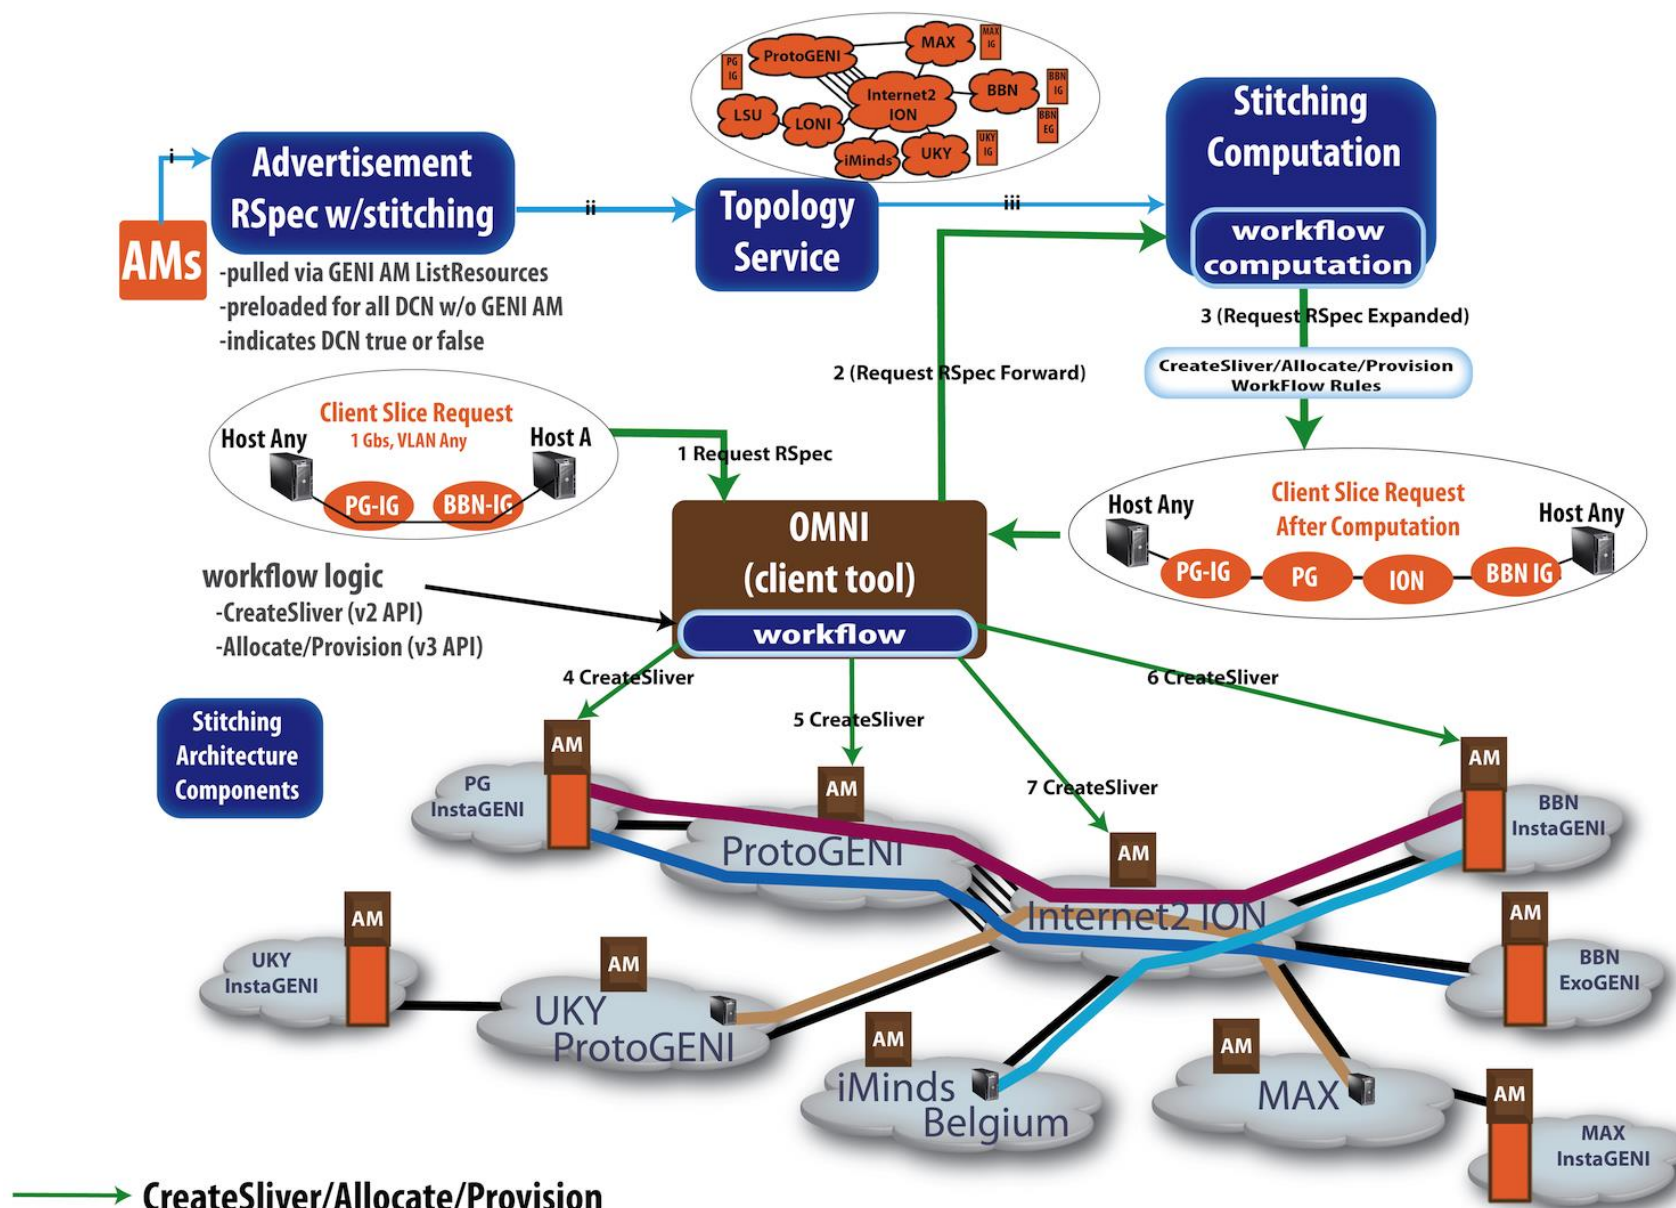 ProtoGENI
MAX
MAX
IG
PG
IG
Internet2
ION
BBN
BBN
IG
BBN
EG
LSU
LONI
iMinds
UKY
UKY
IG
Stitching
Computation
workflow
computation
i
Advertisement
RSpec w/stitching
ii
Topology
Service
iii
AMs
-pulled via GENI AM ListResources
-preloaded for all DCN w/o GENI AM
-indicates DCN true or false
3 (Request RSpec Expanded)
CreateSliver/Allocate/Provision
WorkFlow Rules
2 (Request RSpec Forward)
Client Slice Request
1 Gbs, VLAN Any
Host Any
Host A
PG-IG
BBN-IG
1 Request RSpec
OMNI
(client tool)
workflow
Client Slice Request
After Computation
Host Any
Host Any
PG-IG
PG
ION
BBN IG
workflow logic
-CreateSliver (v2 API)
-Allocate/Provision (v3 API)
4 CreateSliver
5 CreateSliver
6 CreateSliver
7 CreateSliver
Stitching
Architecture
Components
AM
PG
InstaGENI
AM
ProtoGENI
AM
Internet2 ION
AM
BBN
InstaGENI
AM
UKY
InstaGENI
AM
UKY
ProtoGENI
AM
BBN
ExoGENI
AM
iMinds
Belgium
AM
MAX
AM
MAX
InstaGENI
CreateSliver/Allocate/Provision